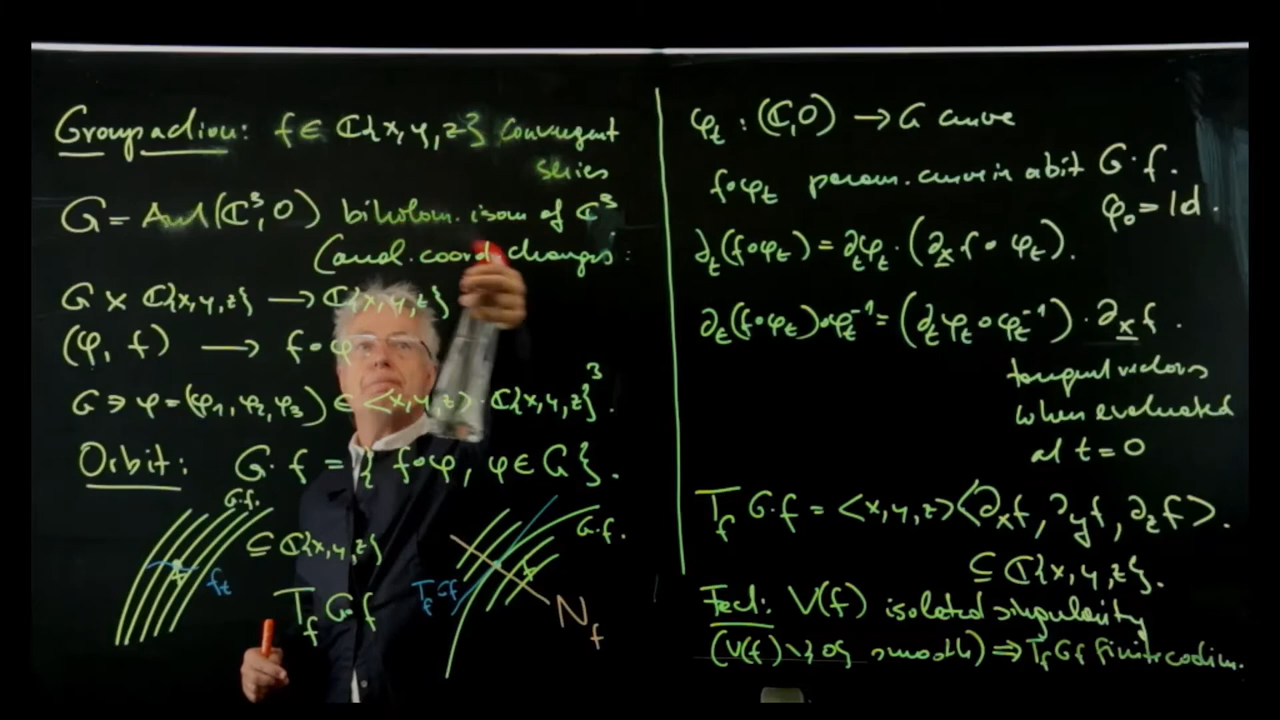 Group action: f ∈ ℂ{x,y,z} convergent
series
G = Aut(ℂ³,0) biholom. isom of ℂ³
(anal. coord. changes.
G × ℂ{x,y,z} ⟶ ℂ{x,y,z}
(φ, f) ⟶ f∘φ
G ∋ φ = (φ₁,φ₂,φ₃) ∈ <x,y,z>·ℂ{x,y,z}³.
Orbit: G·f = { f∘φ, φ ∈ G }.
G·f.
⊆ ℂ{x,y,z}
f
f_t
T_f G·f
G·f.
T_f Gf
f
N_f
φ_t : (ℂ,0) → G curve
f∘φ_t param. curve in orbit G·f.
φ₀ = Id.
∂_t(f∘φ_t) = ∂_tφ_t · (∂_x f ∘ φ_t).
∂_t(f∘φ_t)∘φ_t⁻¹ = (∂_tφ_t∘φ_t⁻¹) · ∂_x f.
tangent vectors
when evaluated
at t = 0
T_f G·f = <x,y,z><∂_x f, ∂_y f, ∂_z f>.
⊆ ℂ{x,y,z}.
Fact: V(f) isolated singularity
(V(f)\{0} smooth) ⇒ T_f Gf finite codim.